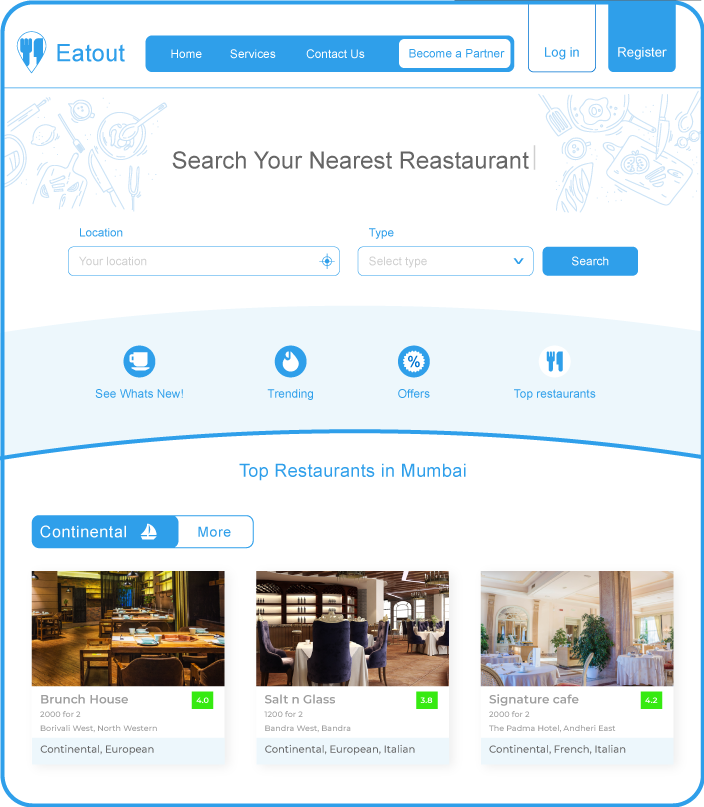 Eatout
Home Services Contact Us Become a Partner
Log in
Register
Search Your Nearest Reastaurant
Location
Your location
Type
Select type
Search
See Whats New!
Trending
%
Offers
Top restaurants
Top Restaurants in Mumbai
Continental
More
Brunch House 4.0
2000 for 2
Borivali West, North Western
Continental, European
Salt n Glass 3.8
1200 for 2
Bandra West, Bandra
Continental, European, Italian
Signature cafe 4.2
2000 for 2
The Padma Hotel, Andheri East
Continental, French, Italian